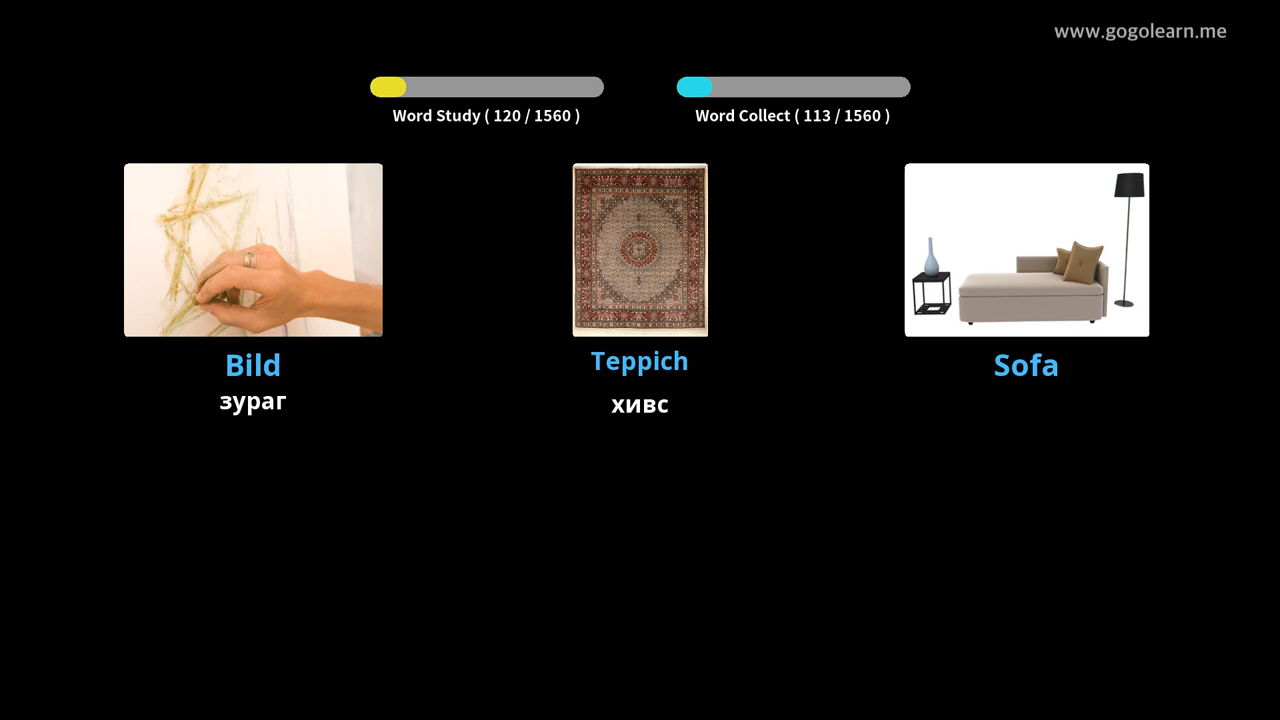 www.gogolearn.me
Word Study ( 120 / 1560 )
Word Collect ( 113 / 1560 )
Bild
Teppich
Sofa
зураг
хивс